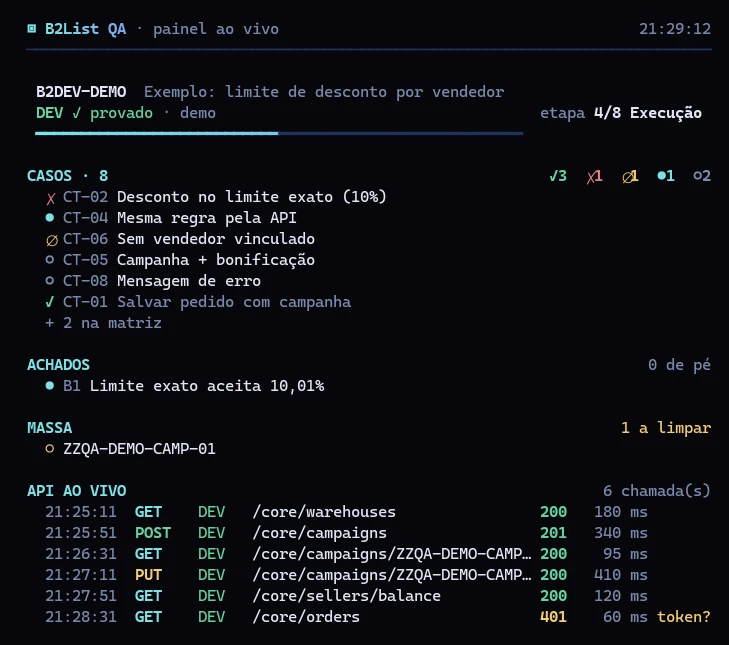 ▣ B2List QA · painel ao vivo 21:29:12
B2DEV-DEMO Exemplo: limite de desconto por vendedor
DEV ✓ provado · demo etapa 4/8 Execução
CASOS · 8 ✓3 ✗1 ∅1 ●1 ○2
✗ CT-02 Desconto no limite exato (10%)
● CT-04 Mesma regra pela API
∅ CT-06 Sem vendedor vinculado
○ CT-05 Campanha + bonificação
○ CT-08 Mensagem de erro
✓ CT-01 Salvar pedido com campanha
+ 2 na matriz
ACHADOS 0 de pé
● B1 Limite exato aceita 10,01%
MASSA 1 a limpar
○ ZZQA-DEMO-CAMP-01
API AO VIVO 6 chamada(s)
21:25:11 GET DEV /core/warehouses 200 180 ms
21:25:51 POST DEV /core/campaigns 201 340 ms
21:26:31 GET DEV /core/campaigns/ZZQA-DEMO-CAMP… 200 95 ms
21:27:11 PUT DEV /core/campaigns/ZZQA-DEMO-CAMP… 200 410 ms
21:27:51 GET DEV /core/sellers/balance 200 120 ms
21:28:31 GET DEV /core/orders 401 60 ms token?